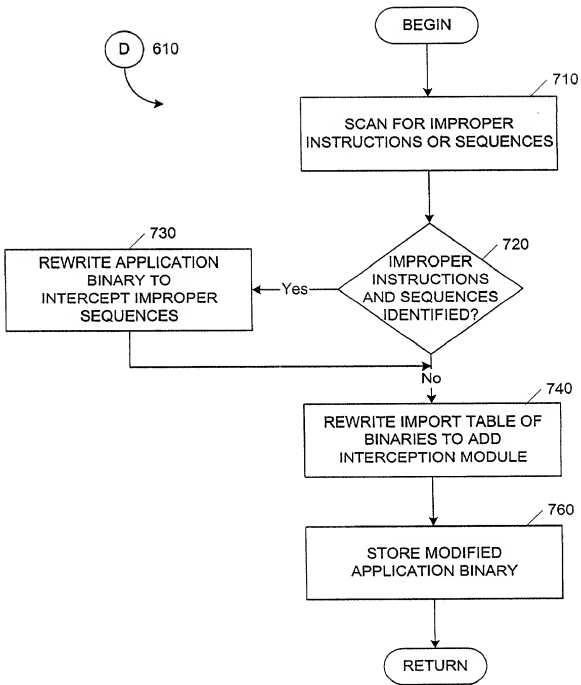 BEGIN
D 610
710
SCAN FOR IMPROPER
INSTRUCTIONS OR SEQUENCES
720
IMPROPER
INSTRUCTIONS
AND SEQUENCES
IDENTIFIED?
Yes
730
REWRITE APPLICATION
BINARY TO
INTERCEPT IMPROPER
SEQUENCES
No
740
REWRITE IMPORT TABLE OF
BINARIES TO ADD
INTERCEPTION MODULE
760
STORE MODIFIED
APPLICATION BINARY
RETURN